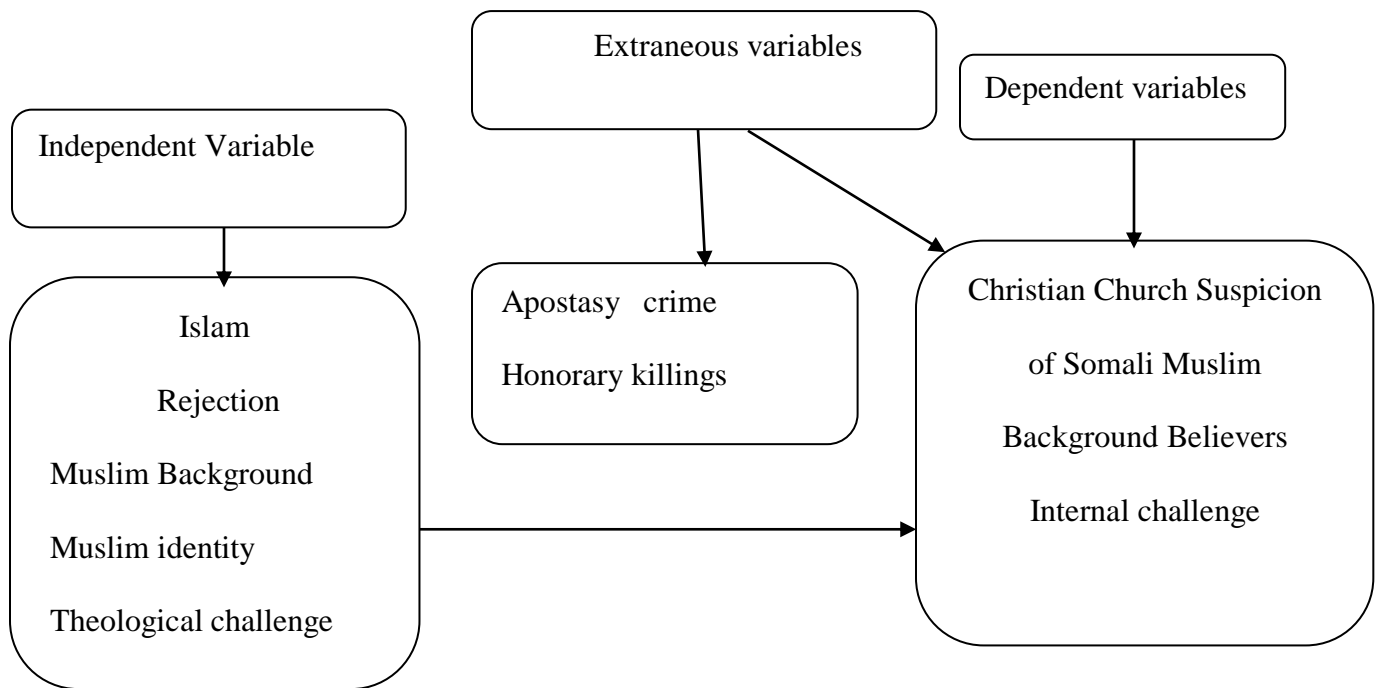 Extraneous variables
Dependent variables
Independent Variable
Islam
Rejection
Muslim Background
Muslim identity
Theological challenge
Apostasy crime
Honorary killings
Christian Church Suspicion
of Somali Muslim
Background Believers
Internal challenge